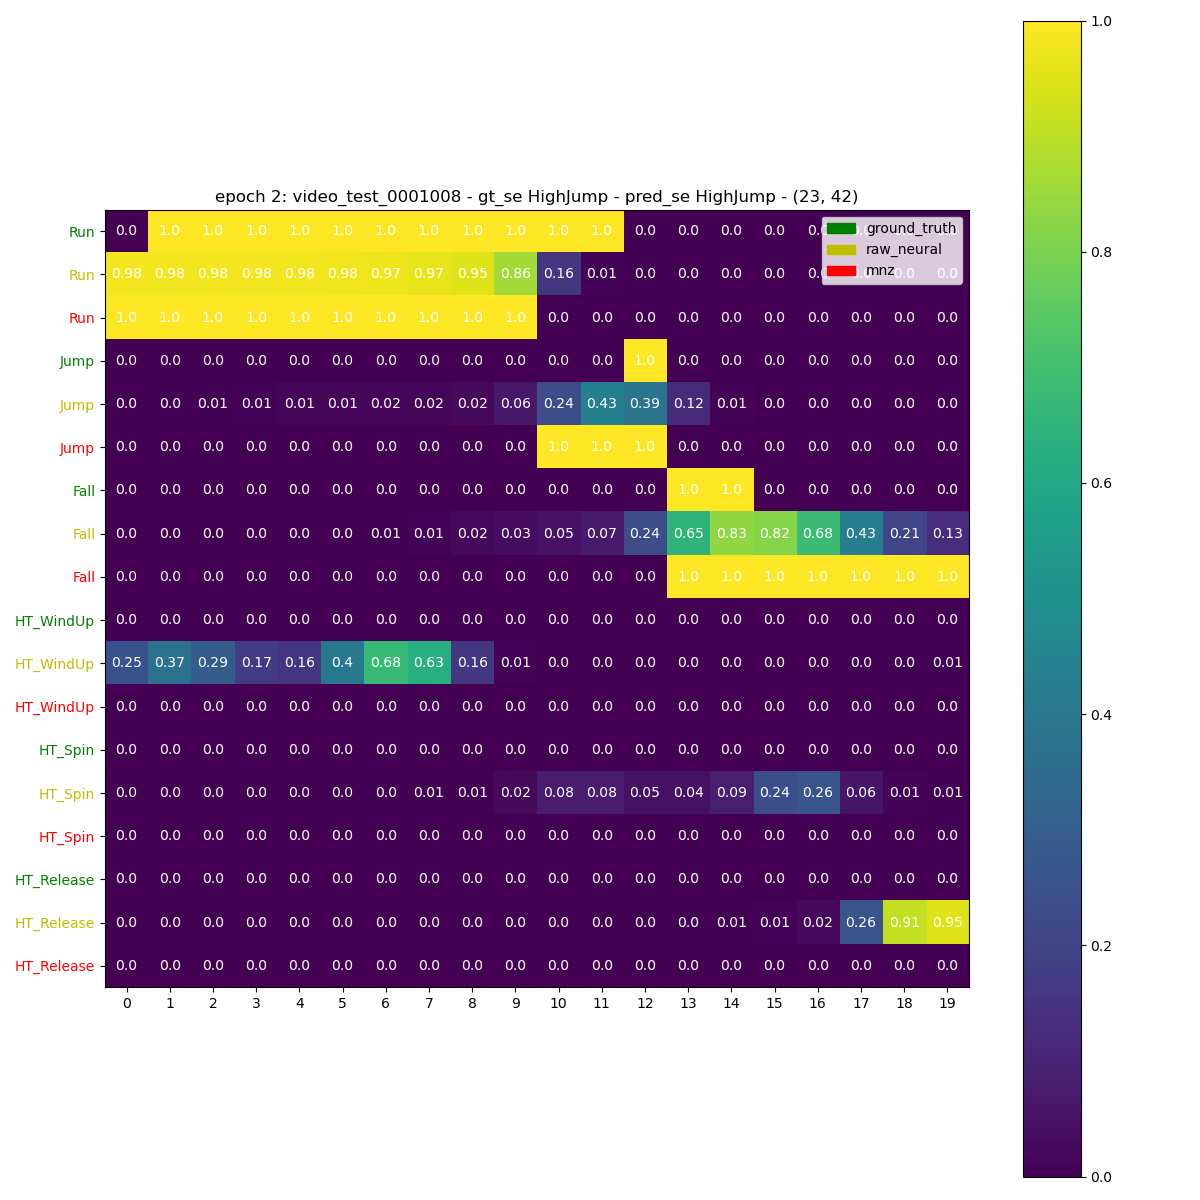 epoch 2: video_test_0001008 - gt_se HighJump - pred_se HighJump - (23, 42)
Run 0.0 1.0 1.0 1.0 1.0 1.0 1.0 1.0 1.0 1.0 1.0 1.0 0.0 0.0 0.0 0.0
ground_truth
Run 0.98 0.98 0.98 0.98 0.98 0.98 0.97 0.97 0.95 0.86 0.16 0.01 0.0 0.0 0.0 0.0
raw_neural
mnz
Run 1.0 1.0 1.0 1.0 1.0 1.0 1.0 1.0 1.0 1.0 0.0 0.0 0.0 0.0 0.0 0.0 0.0 0.0 0.0 0.0
Jump 0.0 0.0 0.0 0.0 0.0 0.0 0.0 0.0 0.0 0.0 0.0 0.0 1.0 0.0 0.0 0.0 0.0 0.0 0.0 0.0
Jump 0.0 0.0 0.01 0.01 0.01 0.01 0.02 0.02 0.02 0.06 0.24 0.43 0.39 0.12 0.01 0.0 0.0 0.0 0.0 0.0
Jump 0.0 0.0 0.0 0.0 0.0 0.0 0.0 0.0 0.0 0.0 1.0 1.0 1.0 0.0 0.0 0.0 0.0 0.0 0.0 0.0
Fall 0.0 0.0 0.0 0.0 0.0 0.0 0.0 0.0 0.0 0.0 0.0 0.0 0.0 1.0 1.0 0.0 0.0 0.0 0.0 0.0
Fall 0.0 0.0 0.0 0.0 0.0 0.0 0.01 0.01 0.02 0.03 0.05 0.07 0.24 0.65 0.83 0.82 0.68 0.43 0.21 0.13
Fall 0.0 0.0 0.0 0.0 0.0 0.0 0.0 0.0 0.0 0.0 0.0 0.0 0.0 1.0 1.0 1.0 1.0 1.0 1.0 1.0
HT_WindUp 0.0 0.0 0.0 0.0 0.0 0.0 0.0 0.0 0.0 0.0 0.0 0.0 0.0 0.0 0.0 0.0 0.0 0.0 0.0 0.0
HT_WindUp 0.25 0.37 0.29 0.17 0.16 0.4 0.68 0.63 0.16 0.01 0.0 0.0 0.0 0.0 0.0 0.0 0.0 0.0 0.0 0.01
HT_WindUp 0.0 0.0 0.0 0.0 0.0 0.0 0.0 0.0 0.0 0.0 0.0 0.0 0.0 0.0 0.0 0.0 0.0 0.0 0.0 0.0
HT_Spin 0.0 0.0 0.0 0.0 0.0 0.0 0.0 0.0 0.0 0.0 0.0 0.0 0.0 0.0 0.0 0.0 0.0 0.0 0.0 0.0
HT_Spin 0.0 0.0 0.0 0.0 0.0 0.0 0.0 0.01 0.01 0.02 0.08 0.08 0.05 0.04 0.09 0.24 0.26 0.06 0.01 0.01
HT_Spin 0.0 0.0 0.0 0.0 0.0 0.0 0.0 0.0 0.0 0.0 0.0 0.0 0.0 0.0 0.0 0.0 0.0 0.0 0.0 0.0
HT_Release 0.0 0.0 0.0 0.0 0.0 0.0 0.0 0.0 0.0 0.0 0.0 0.0 0.0 0.0 0.0 0.0 0.0 0.0 0.0 0.0
HT_Release 0.0 0.0 0.0 0.0 0.0 0.0 0.0 0.0 0.0 0.0 0.0 0.0 0.0 0.0 0.01 0.01 0.02 0.26 0.91 0.95
HT_Release 0.0 0.0 0.0 0.0 0.0 0.0 0.0 0.0 0.0 0.0 0.0 0.0 0.0 0.0 0.0 0.0 0.0 0.0 0.0 0.0
0 1 2 3 4 5 6 7 8 9 10 11 12 13 14 15 16 17 18 19
1.0
0.8
0.6
0.4
0.2
0.0